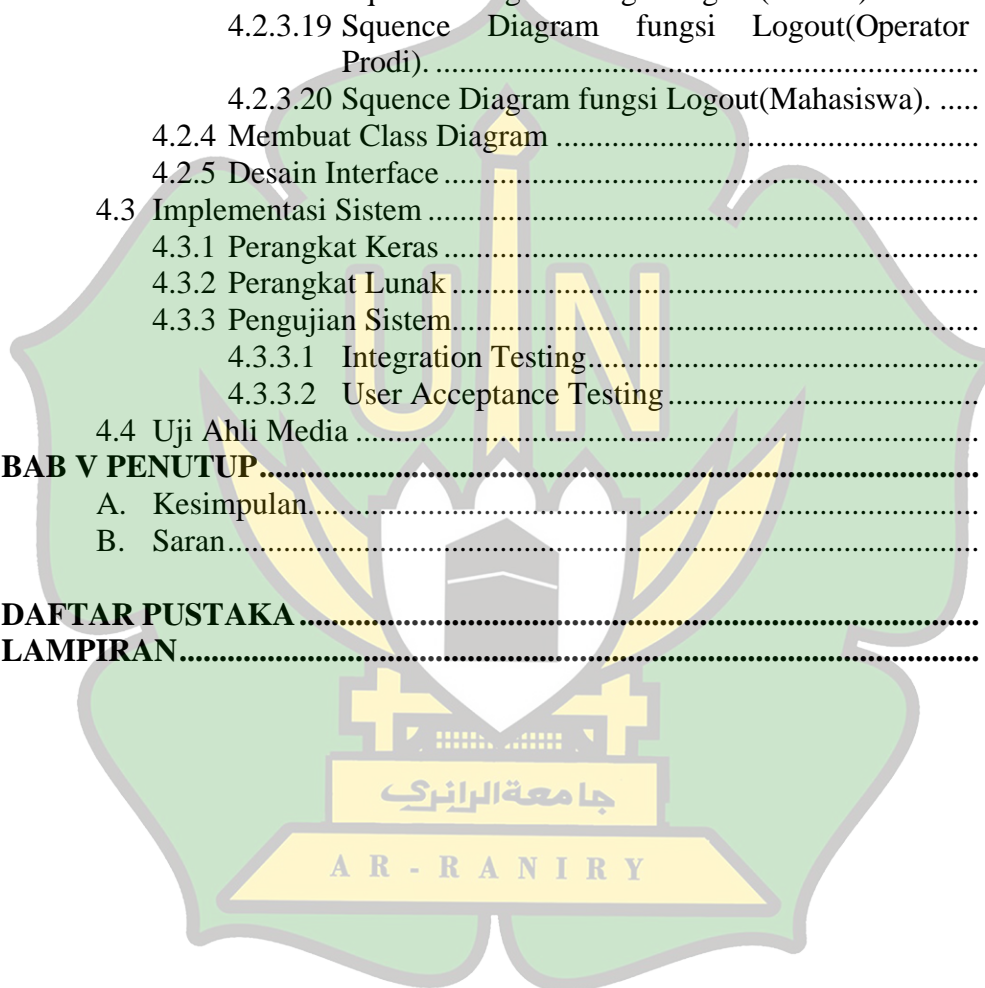 4.2.3.19 Squence Diagram fungsi Logout(Operator
Prodi). ........................................................................
4.2.3.20 Squence Diagram fungsi Logout(Mahasiswa). .....
4.2.4 Membuat Class Diagram ........................................................
4.2.5 Desain Interface ........................................................................
4.3 Implementasi Sistem ........................................................................
4.3.1 Perangkat Keras ........................................................................
4.3.2 Perangkat Lunak ........................................................................
4.3.3 Pengujian Sistem........................................................................
4.3.3.1 Integration Testing........................................................
4.3.3.2 User Acceptance Testing ............................................
4.4 Uji Ahli Media ........................................................................
BAB V PENUTUP........................................................................
A. Kesimpulan........................................................................
B. Saran........................................................................
DAFTAR PUSTAKA ........................................................................
LAMPIRAN........................................................................
UIN
جامعة الرانري
AR-RANIRY